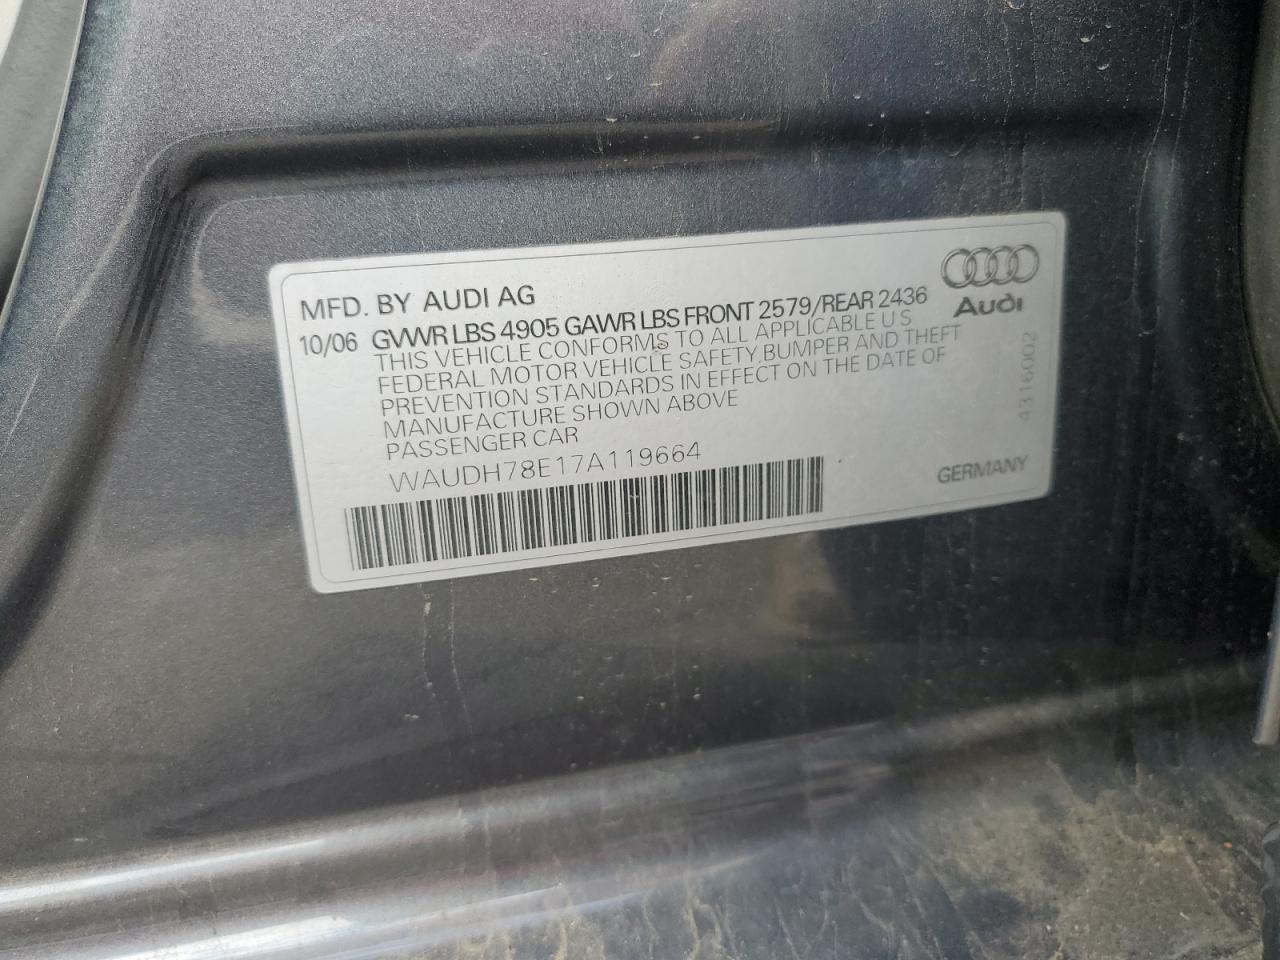 MFD. BY AUDI AG
Audi
10/06 GVWR LBS 4905 GAWR LBS FRONT 2579/REAR 2436
THIS VEHICLE CONFORMS TO ALL APPLICABLE U S
FEDERAL MOTOR VEHICLE SAFETY,BUMPER AND THEFT
PREVENTION STANDARDS IN EFFECT ON THE DATE OF
MANUFACTURE SHOWN ABOVE
PASSENGER CAR
WAUDH78E17A119664
4316002
GERMANY